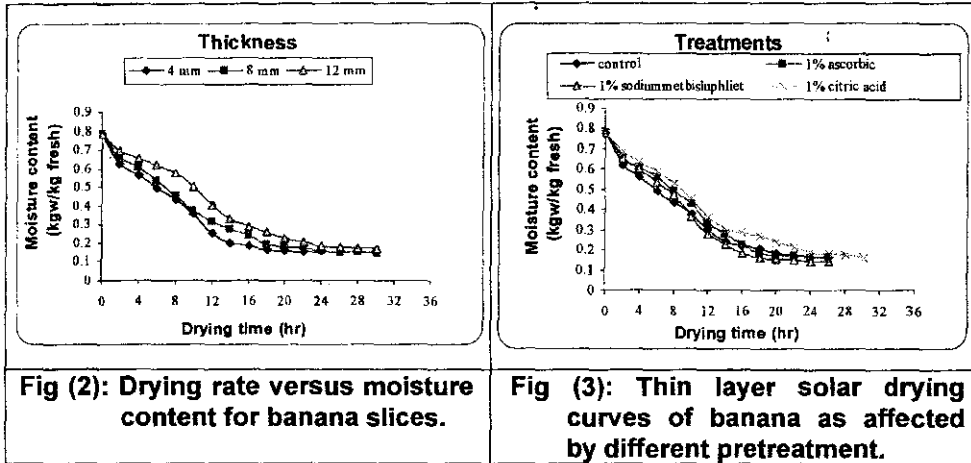 Thickness
4 mm 8 mm 12 mm
Moisture content
(kgw/kg fresh)
0.9
0.8
0.7
0.6
0.5
0.4
0.3
0.2
0.1
0
0 4 8 12 16 20 24 28 32 36
Drying time (hr)
Fig (2): Drying rate versus moisture
content for banana slices.
Treatments
control 1% ascorbic
1% sodium metbisluphliet 1% citric acid
Moisture content
(kgw/kg fresh)
0.9
0.8
0.7
0.6
0.5
0.4
0.3
0.2
0.1
0
0 4 8 12 16 20 24 28 32 36
Drying time (hr)
Fig (3): Thin layer solar drying
curves of banana as affected
by different pretreatment.